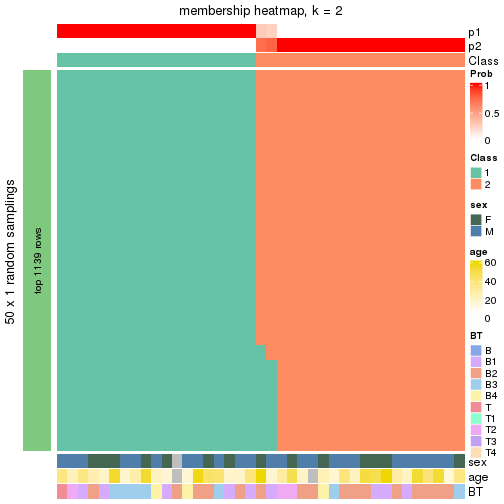 membership heatmap, k = 2
p1
p2
Class
50 x 1 random samplings
top 1139 rows
sex
age
BT
Prob
1
0.5
0
Class
1
2
sex
F
M
age
60
40
20
0
BT
B
B1
B2
B3
B4
T
T1
T2
T3
T4